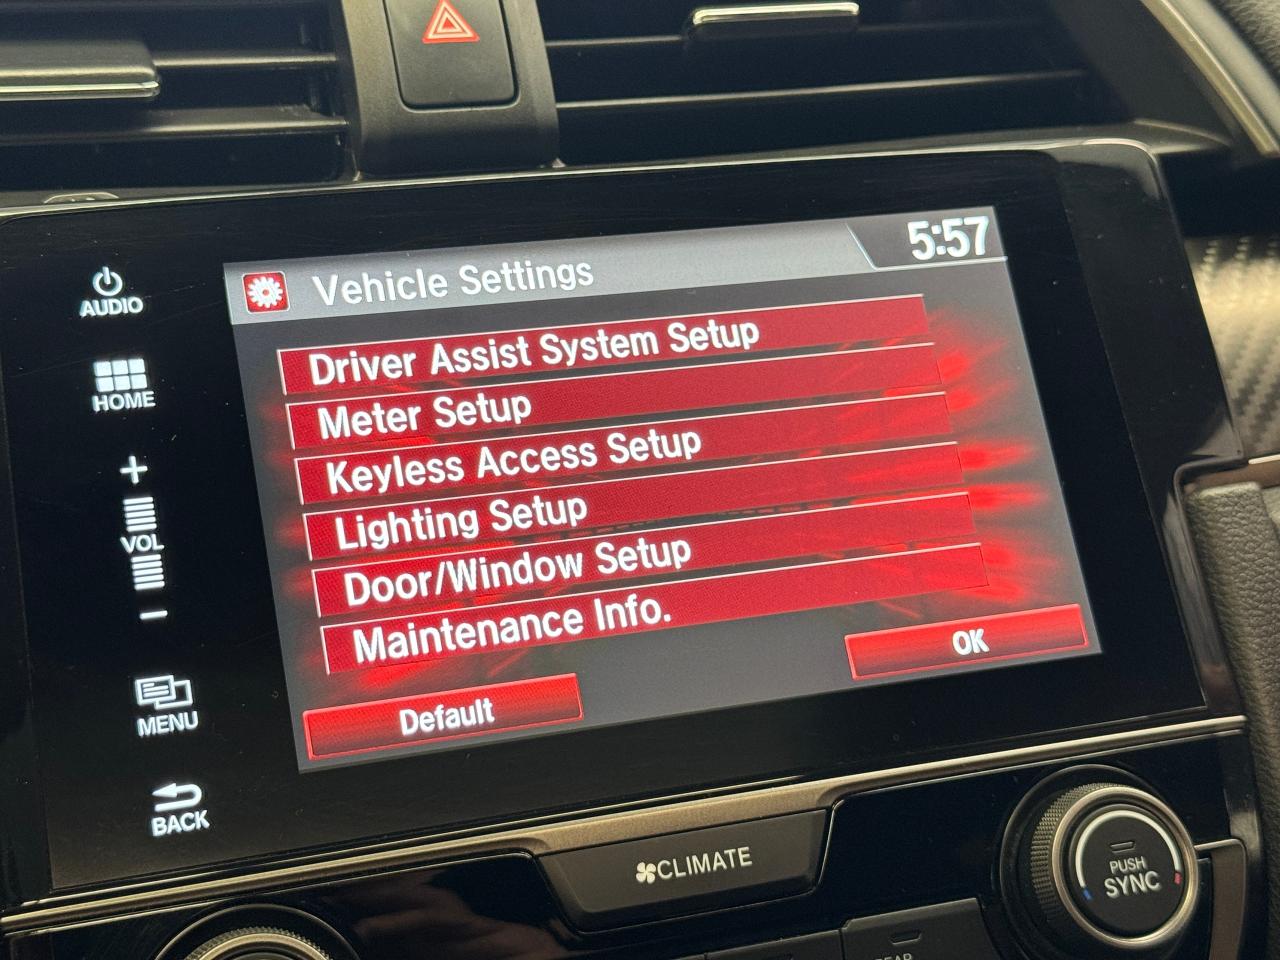 5:57
Vehicle Settings
AUDIO
HOME
VOL
MENU
BACK
Driver Assist System Setup
Meter Setup
Keyless Access Setup
Lighting Setup
Door/Window Setup
Maintenance Info.
OK
Default
CLIMATE
PUSH
SYNC
REAR